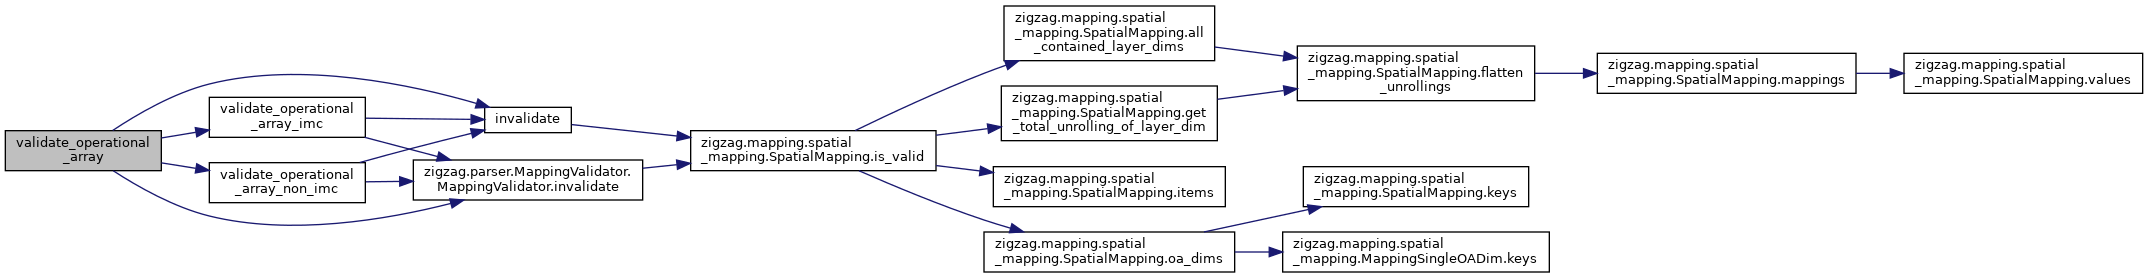 validate_operational
_array
validate_operational
_array_imc
validate_operational
_array_non_imc
invalidate
zigzag.parser.MappingValidator.
MappingValidator.invalidate
zigzag.mapping.spatial
_mapping.SpatialMapping.is_valid
zigzag.mapping.spatial
_mapping.SpatialMapping.all
_contained_layer_dims
zigzag.mapping.spatial
_mapping.SpatialMapping.get
_total_unrolling_of_layer_dim
zigzag.mapping.spatial
_mapping.SpatialMapping.items
zigzag.mapping.spatial
_mapping.SpatialMapping.oa_dims
zigzag.mapping.spatial
_mapping.SpatialMapping.flatten
_unrollings
zigzag.mapping.spatial
_mapping.SpatialMapping.keys
zigzag.mapping.spatial
_mapping.MappingSingleOADim.keys
zigzag.mapping.spatial
_mapping.SpatialMapping.mappings
zigzag.mapping.spatial
_mapping.SpatialMapping.values